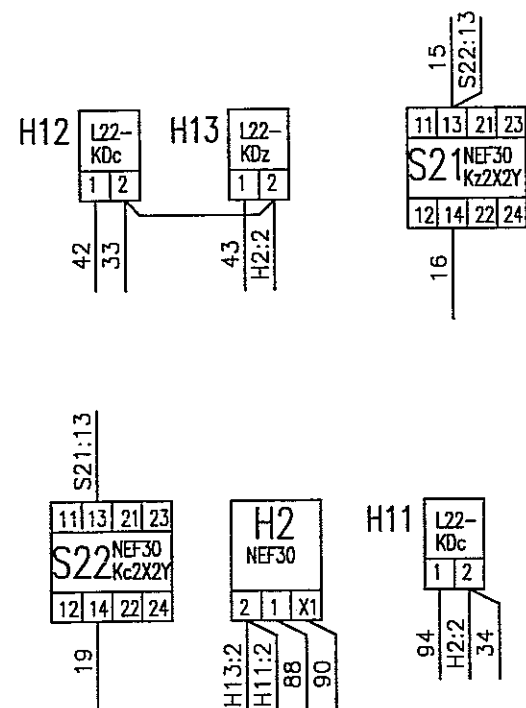 H12
L22-
KDc
1 2
42
33
H13
L22-
KDz
1 2
43
H2:2
15
S22:13
11 13 21 23
S21 NEF30
Kz2X2Y
12 14 22 24
16
S21:13
11 13 21 23
S22 NEF30
Kc2X2Y
12 14 22 24
19
H2
NEF30
2 1 X1
H13:2
H11:2
88
90
H11
L22-
KDc
1 2
94
H2:2
34